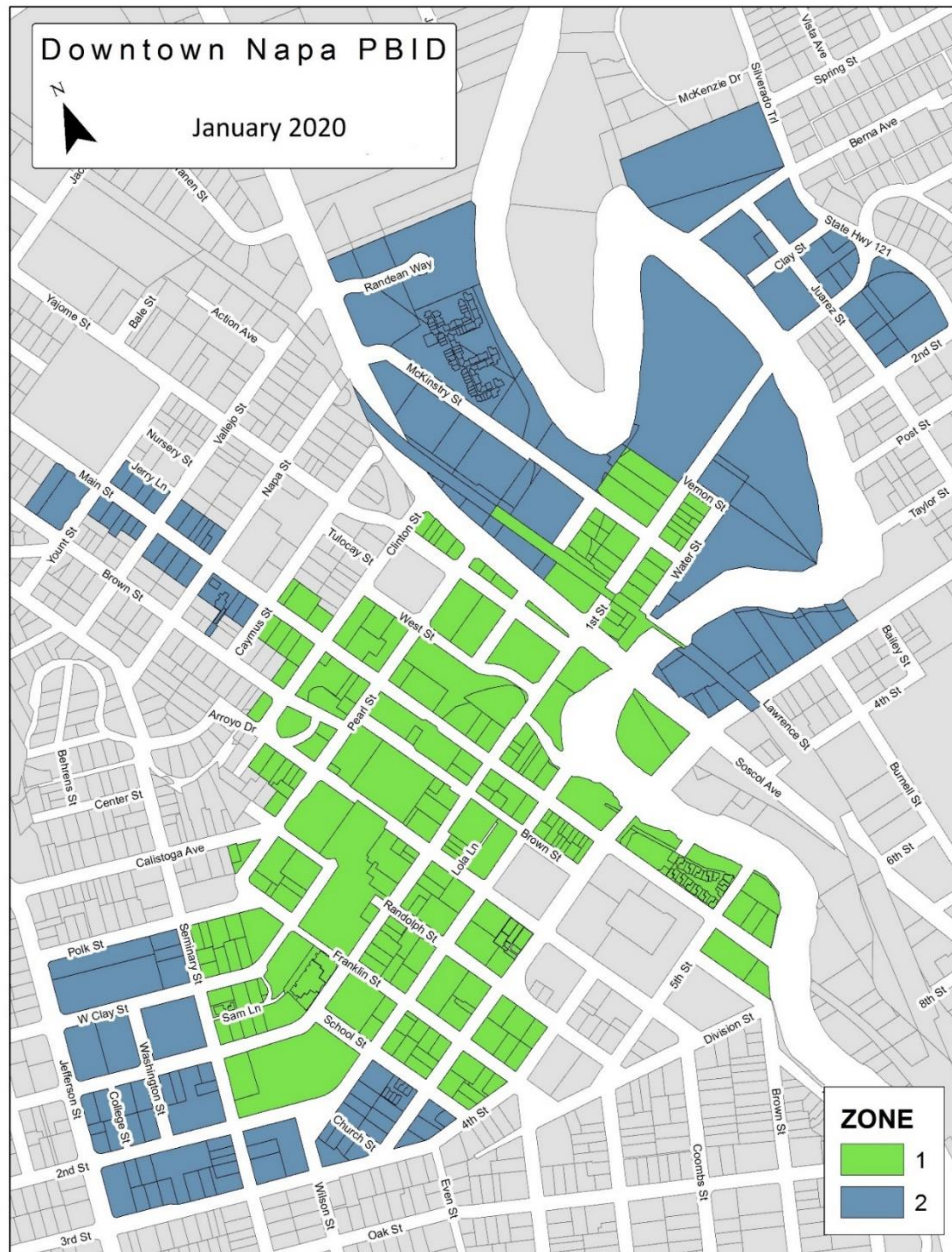 Downtown Napa PBID
N
January 2020
Vista Ave
Silverado Trl
Spring St
McKenzie Dr
Berna Ave
State Hwy 121
Clay St
Juarez St
2nd St
Randean Way
Yajome St
Bale St
Action Ave
McKinstry St
Post St
Vallejo St
Nursery St
Jerry Ln
Main St
Napa St
Vernon St
Taylor St
Clinton St
Tulocay St
Water St
Yount St
Brown St
West St
1st St
Caymus St
Bailey St
4th St
Pearl St
Lawrence St
Arroyo Dr
Soscol Ave
Burnell St
Behrens St
Center St
Calistoga Ave
Lola Ln
Brown St
6th St
Randolph St
Polk St
Seminary St
Franklin St
5th St
8th St
W Clay St
Sam Ln
School St
Division St
Jefferson St
Washington St
College St
Church St
4th St
Brown St
2nd St
Wilson St
Even St
Coombs St
3rd St
Oak St
ZONE
1
2